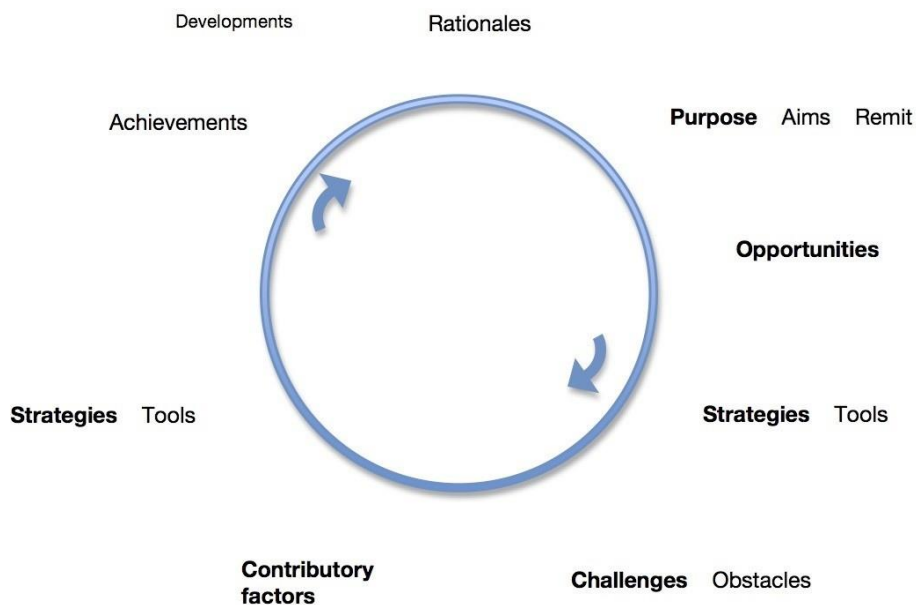 Developments Rationales
Achievements Purpose Aims Remit
Opportunities
Strategies Tools Strategies Tools
Contributory
factors
Challenges Obstacles